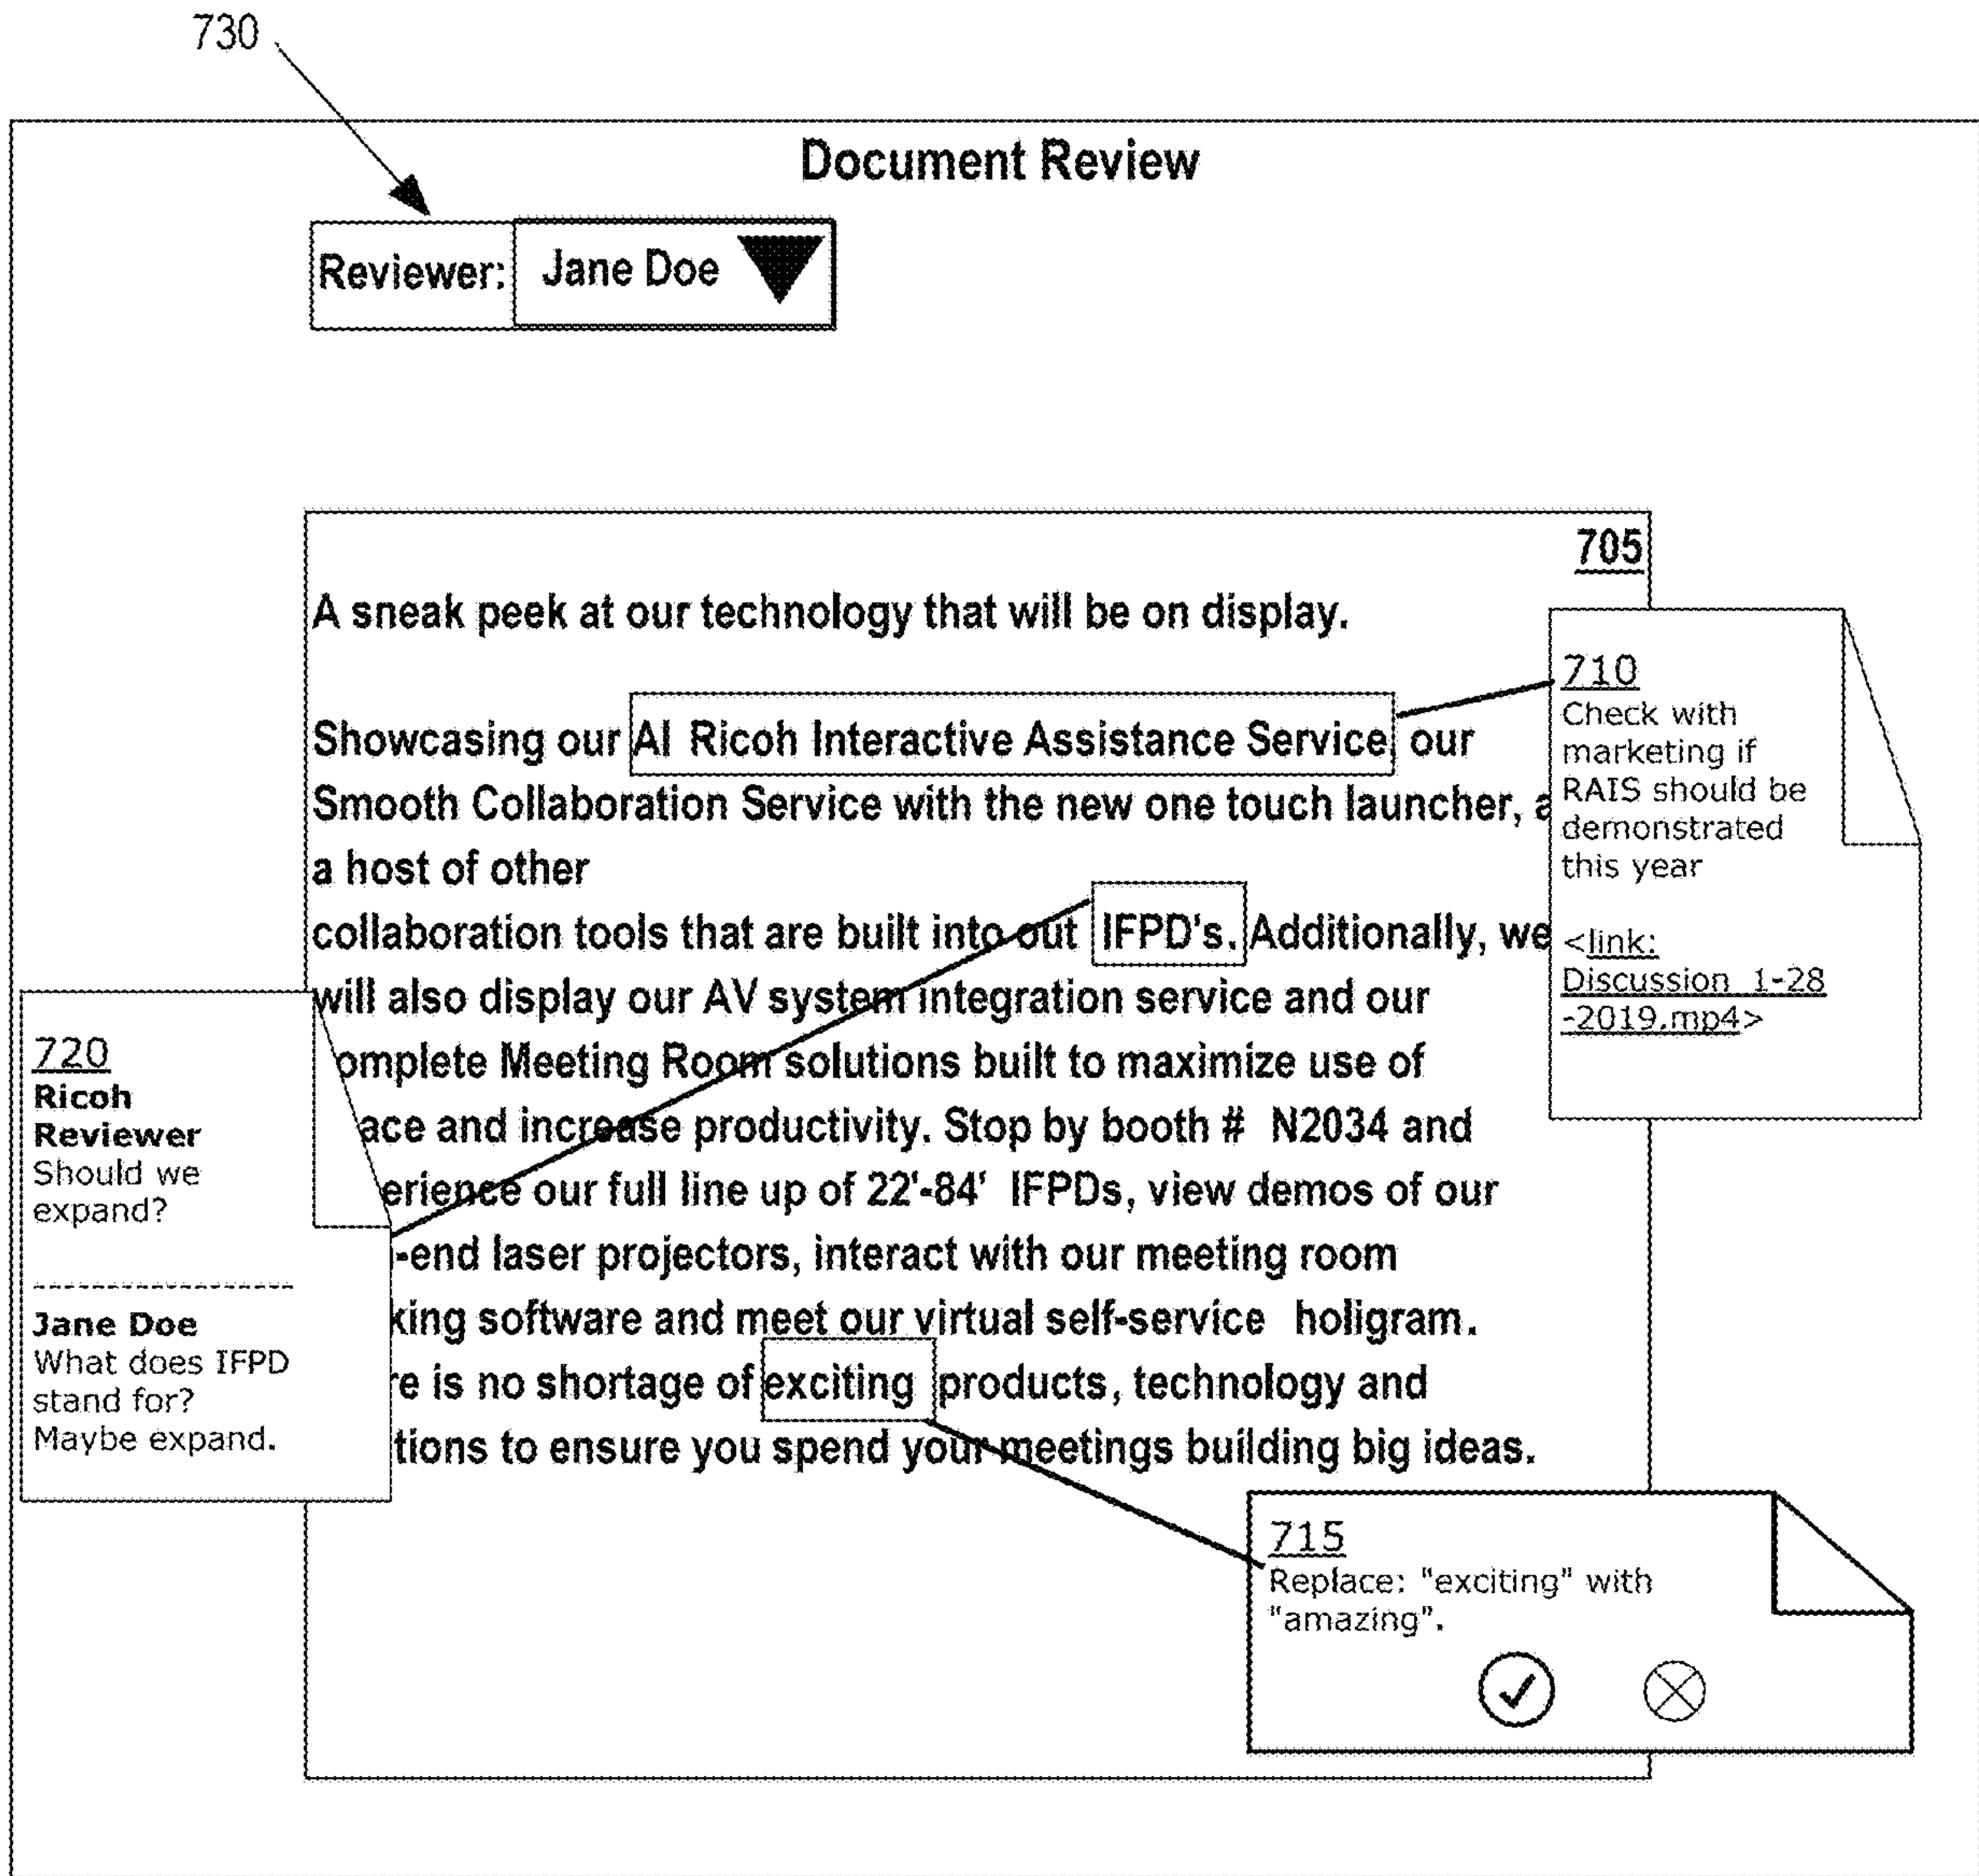 730
Document Review
Reviewer: Jane Doe
705
A sneak peek at our technology that will be on display.
Showcasing our AI Ricoh Interactive Assistance Service, our
Smooth Collaboration Service with the new one touch launcher, a
a host of other
collaboration tools that are built into out IFPD's. Additionally, we
will also display our AV system integration service and our
omplete Meeting Room solutions built to maximize use of
ace and increase productivity. Stop by booth # N2034 and
erience our full line up of 22'-84' IFPDs, view demos of our
-end laser projectors, interact with our meeting room
king software and meet our virtual self-service holigram.
re is no shortage of exciting products, technology and
tions to ensure you spend your meetings building big ideas.
710
Check with
marketing if
RAIS should be
demonstrated
this year
<link:
Discussion_1-28
-2019.mp4>
720
Ricoh
Reviewer
Should we
expand?
--------------------
Jane Doe
What does IFPD
stand for?
Maybe expand.
715
Replace: "exciting" with
"amazing".